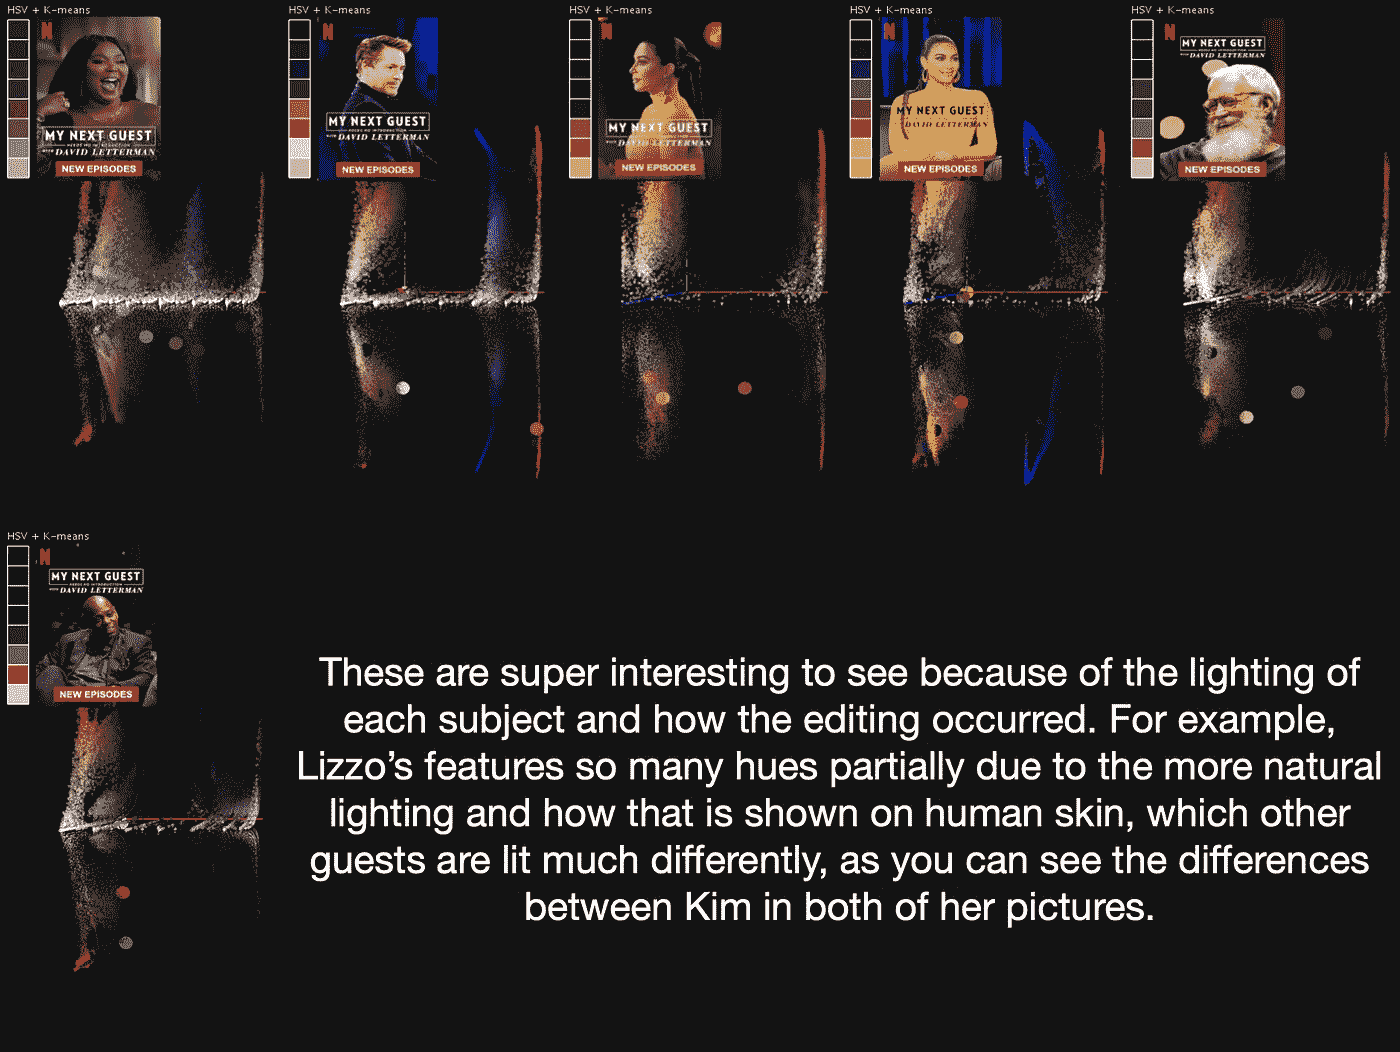 HSV + K-means
HSV + K-means
HSV + K-means
HSV + K-means
HSV + K-means
N
MY NEXT GUEST
NEEDS NO INTRODUCTION
WITH DAVID LETTERMAN
NEW EPISODES
N
MY NEXT GUEST
NEEDS NO INTRODUCTION
WITH DAVID LETTERMAN
NEW EPISODES
N
MY NEXT GUEST
NEEDS NO INTRODUCTION
WITH DAVID LETTERMAN
NEW EPISODES
N
MY NEXT GUEST
DAVID LETTERMAN
NEW EPISODES
N
MY NEXT GUEST
WITH DAVID LETTERMAN
NEW EPISODES
HSV + K-means
N
MY NEXT GUEST
NEEDS NO INTRODUCTION
WITH DAVID LETTERMAN
NEW EPISODES
These are super interesting to see because of the lighting of
each subject and how the editing occurred. For example,
Lizzo’s features so many hues partially due to the more natural
lighting and how that is shown on human skin, which other
guests are lit much differently, as you can see the differences
between Kim in both of her pictures.